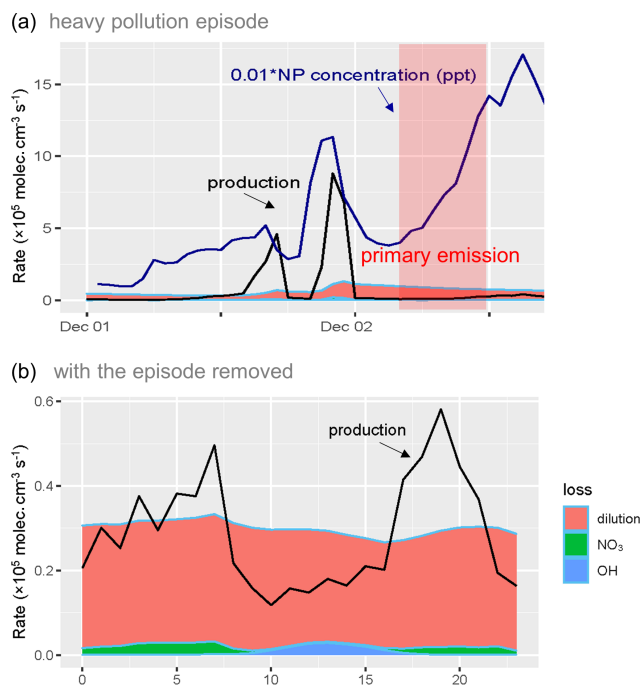 (a) heavy pollution episode
Rate (×10⁵ molec. cm⁻³ s⁻¹)
15
10
5
0
0.01*NP concentration (ppt)
production
primary emission
Dec 01
Dec 02
(b) with the episode removed
Rate (×10⁵ molec. cm⁻³ s⁻¹)
0.6
0.4
0.2
0.0
production
0
5
10
15
20
loss
dilution
NO₃
OH